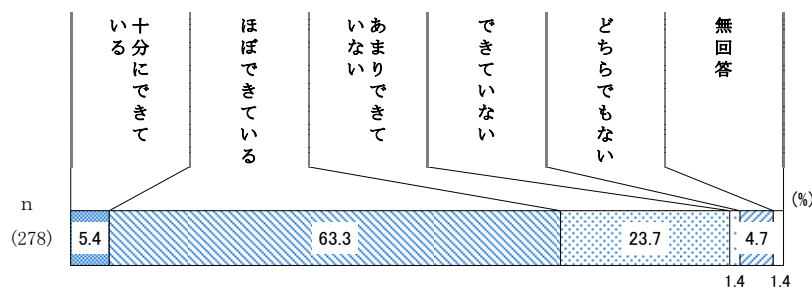 十分にできて
いる
ほぼできている
あまりできて
いない
できていない
どちらでもない
無回答
(%)
n
(278)
5.4
63.3
23.7
1.4
4.7
1.4